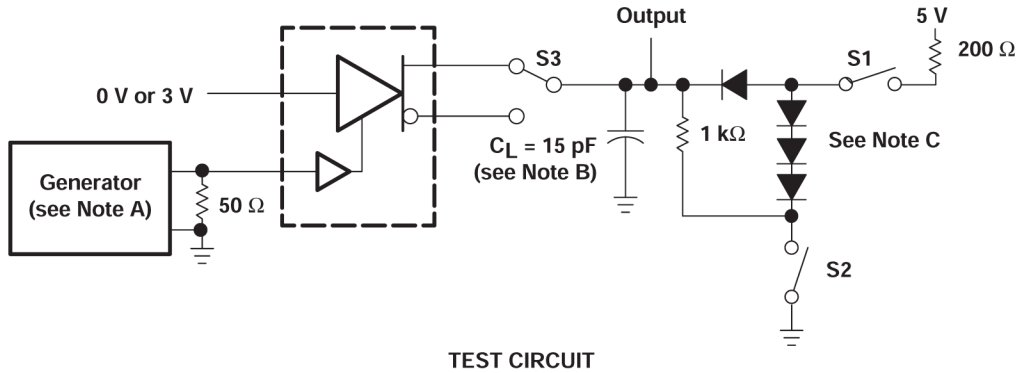 Output
5 V
S3
S1
200 Ω
0 V or 3 V
1 kΩ
See Note C
CL = 15 pF
(see Note B)
Generator
(see Note A)
50 Ω
S2
TEST CIRCUIT